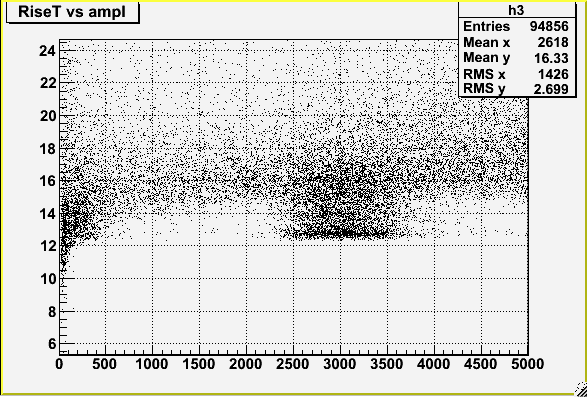 RiseT vs ampl
h3
Entries 94856
Mean x 2618
Mean y 16.33
RMS x 1426
RMS y 2.699
24
22
20
18
16
14
12
10
8
6
0 500 1000 1500 2000 2500 3000 3500 4000 4500 5000